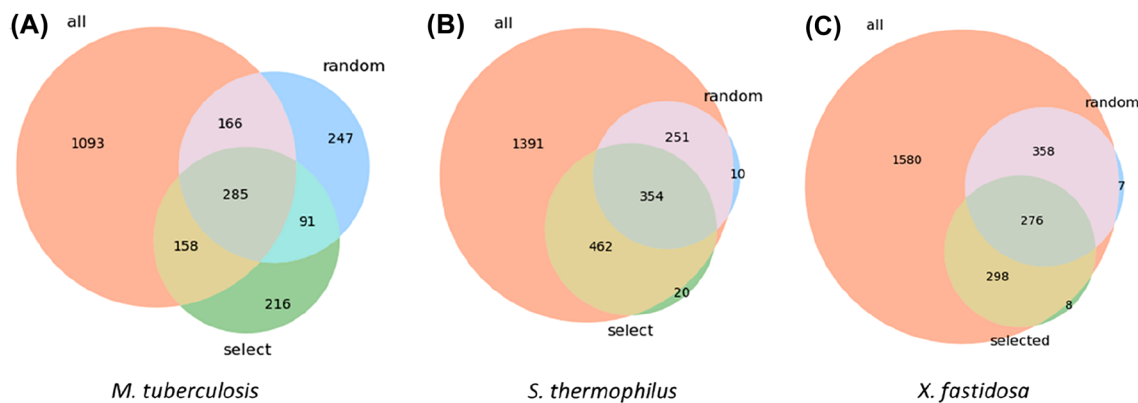 (A)
all
random
1093
166
247
285
91
158
216
select
M. tuberculosis
(B)
all
random
1391
251
10
354
462
20
select
S. thermophilus
(C)
all
random
1580
358
7
276
298
8
selected
X. fastidosa